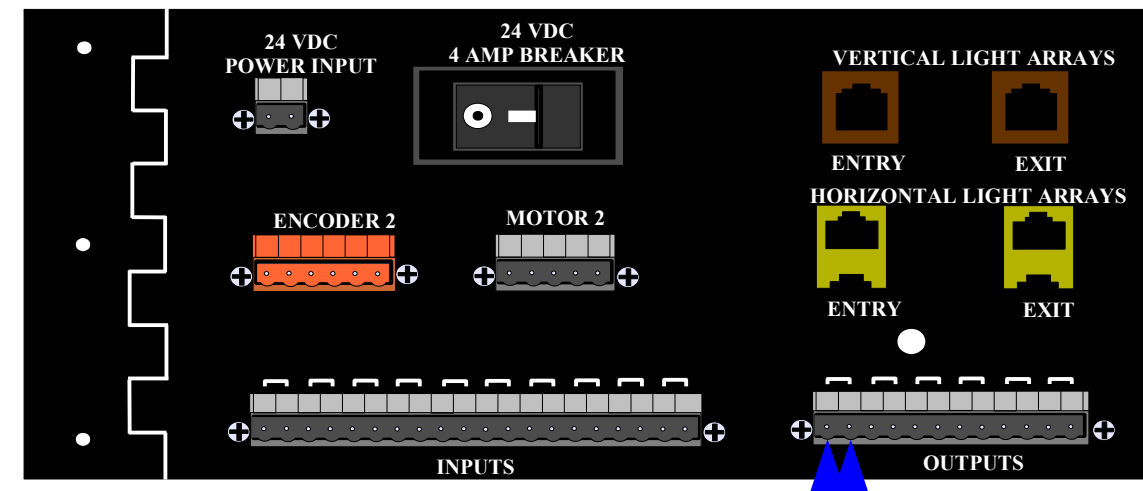 24 VDC
POWER INPUT
24 VDC
4 AMP BREAKER
VERTICAL LIGHT ARRAYS
ENTRY
EXIT
HORIZONTAL LIGHT ARRAYS
ENCODER 2
MOTOR 2
ENTRY
EXIT
INPUTS
OUTPUTS